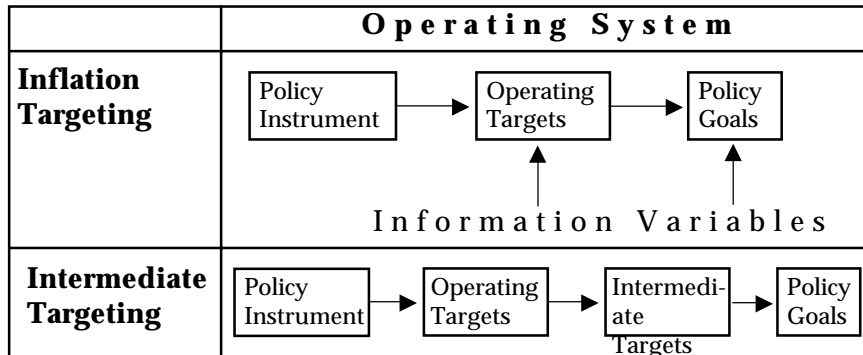 Operating System
Inflation
Targeting
Policy
Instrument
Operating
Targets
Policy
Goals
Information Variables
Intermediate
Targeting
Policy
Instrument
Operating
Targets
Intermedi-
ate
Targets
Policy
Goals